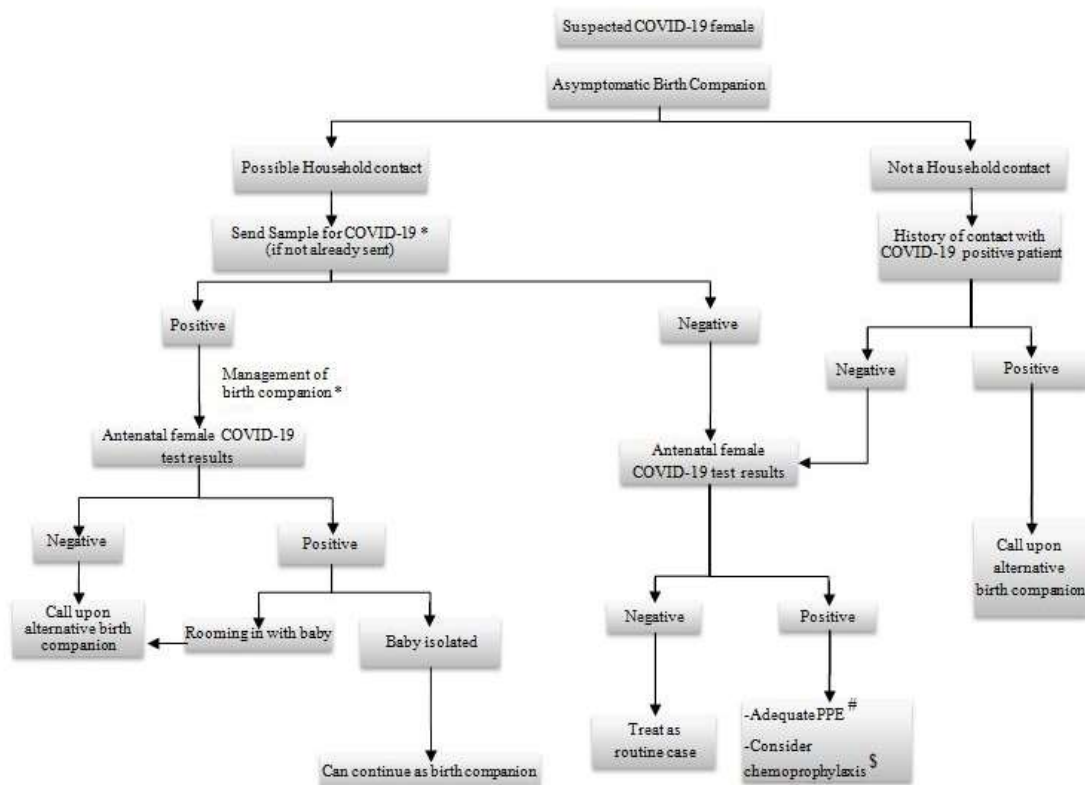 Suspected COVID-19 female
Asymptomatic Birth Companion
Possible Household contact
Not a Household contact
Send Sample for COVID-19 *
(if not already sent)
History of contact with
COVID-19 positive patient
Positive
Negative
Negative
Positive
Management of
birth companion *
Antenatal female COVID-19
test results
Antenatal female
COVID-19 test results
Negative
Positive
Call upon
alternative
birth companion
Call upon
alternative birth
companion
Rooming in with baby
Baby isolated
Negative
Positive
Can continue as birth companion
Treat as
routine case
-Adequate PPE #
-Consider
chemoprophylaxis $